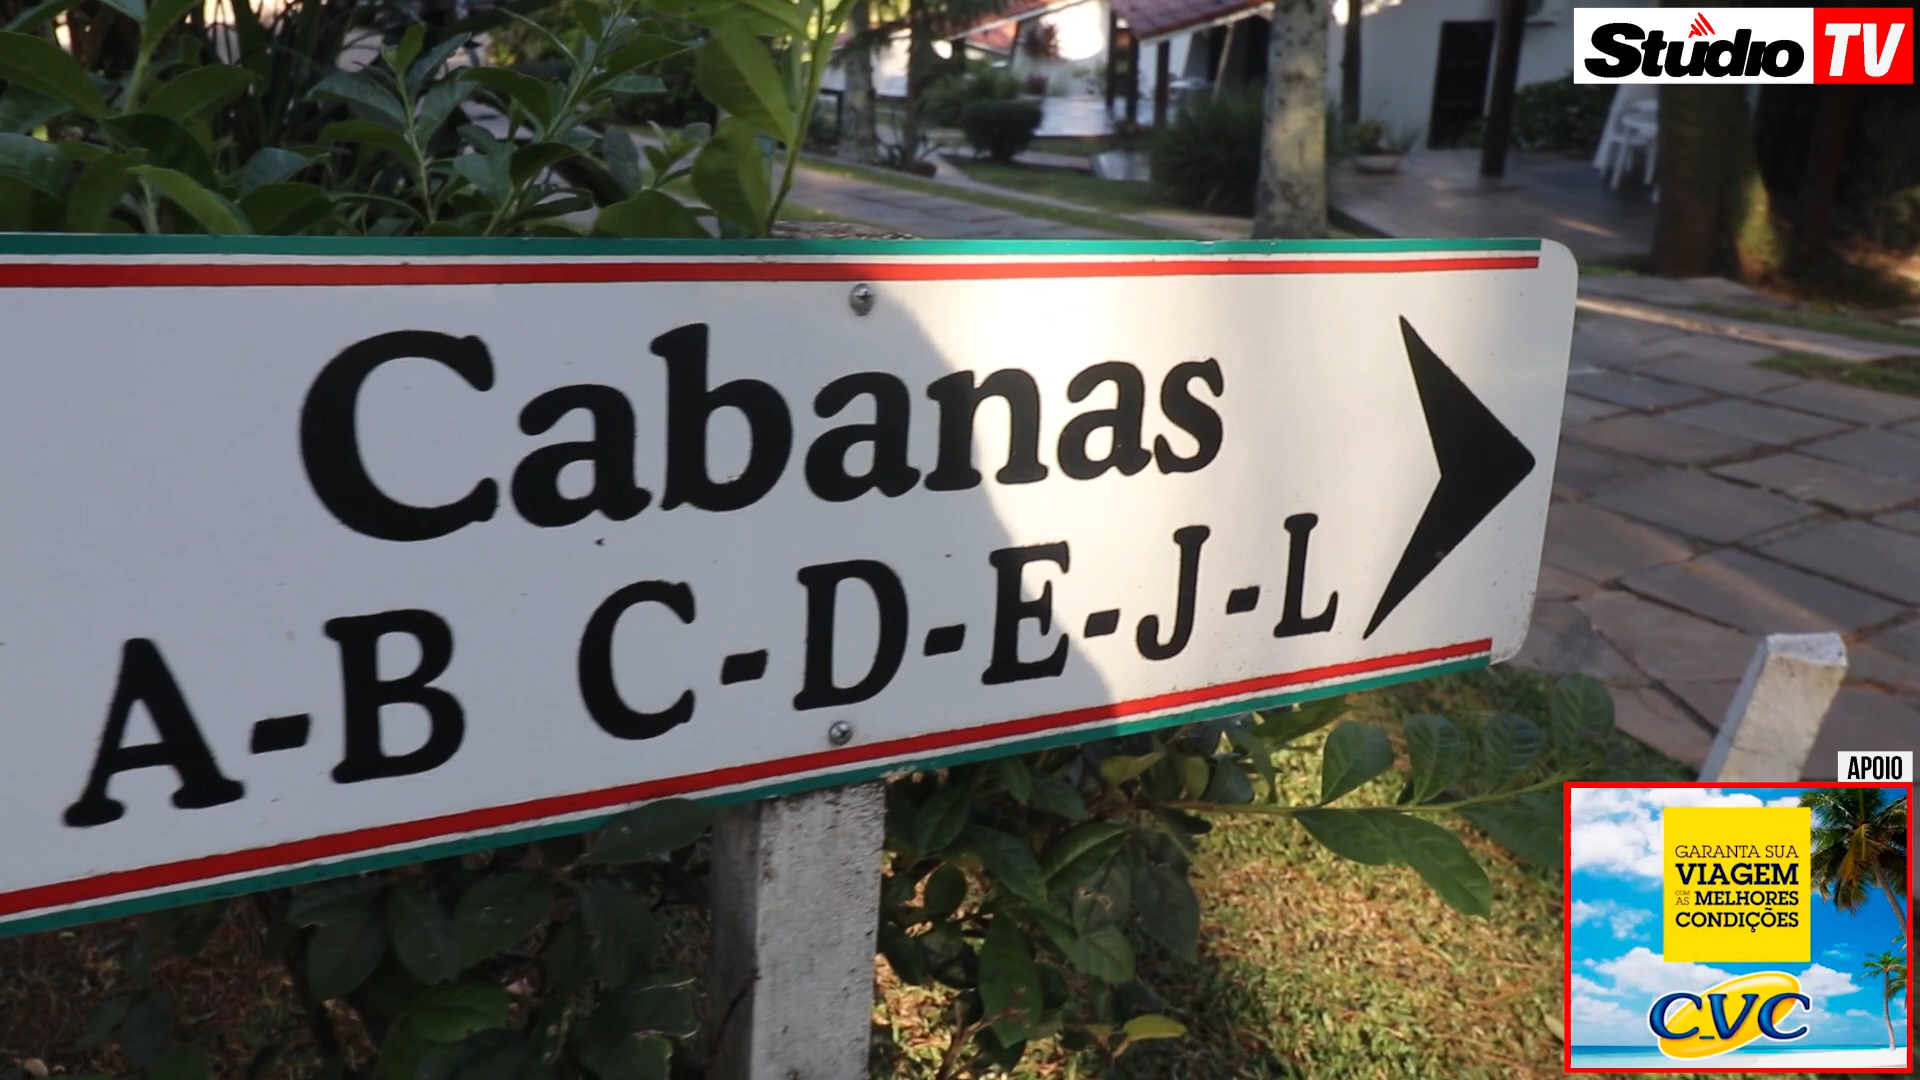 Stúdio TV
Cabanas
A-B C-D-E-J-L
APOIO
GARANTA SUA
VIAGEM
COM AS MELHORES
CONDIÇÕES
CVC